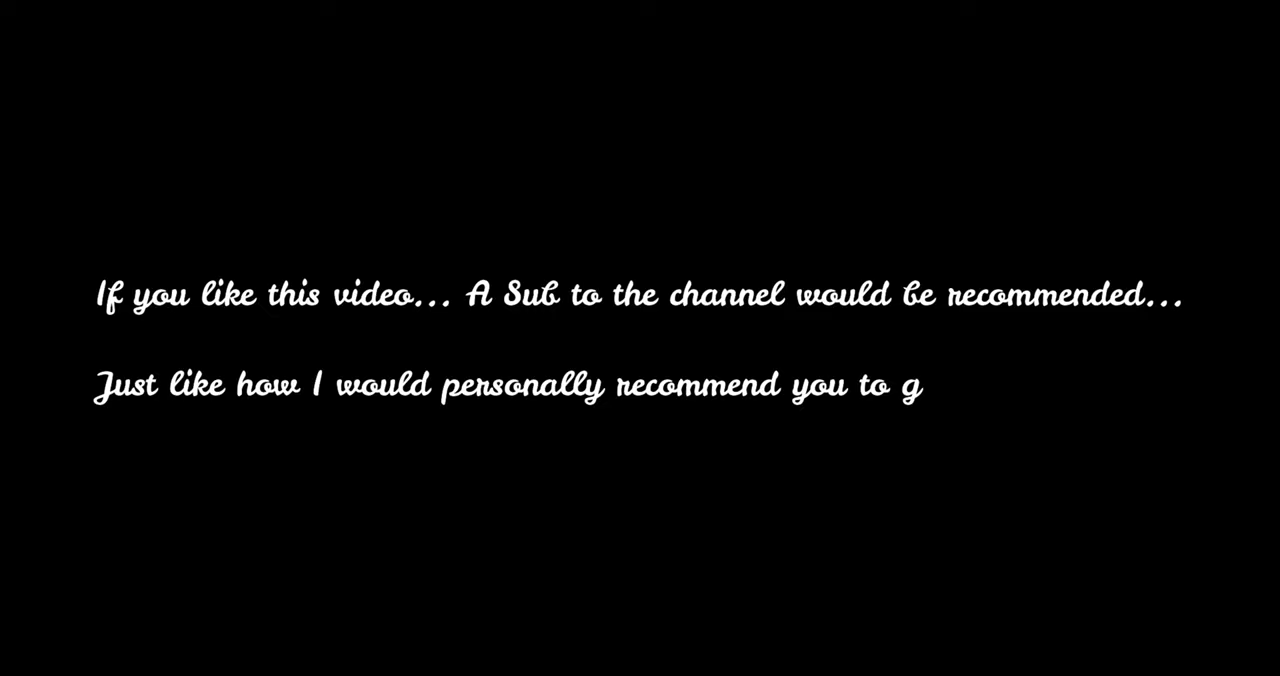 If you like this video... A Sub to the channel would be recommended...
Just like how I would personally recommend you to g